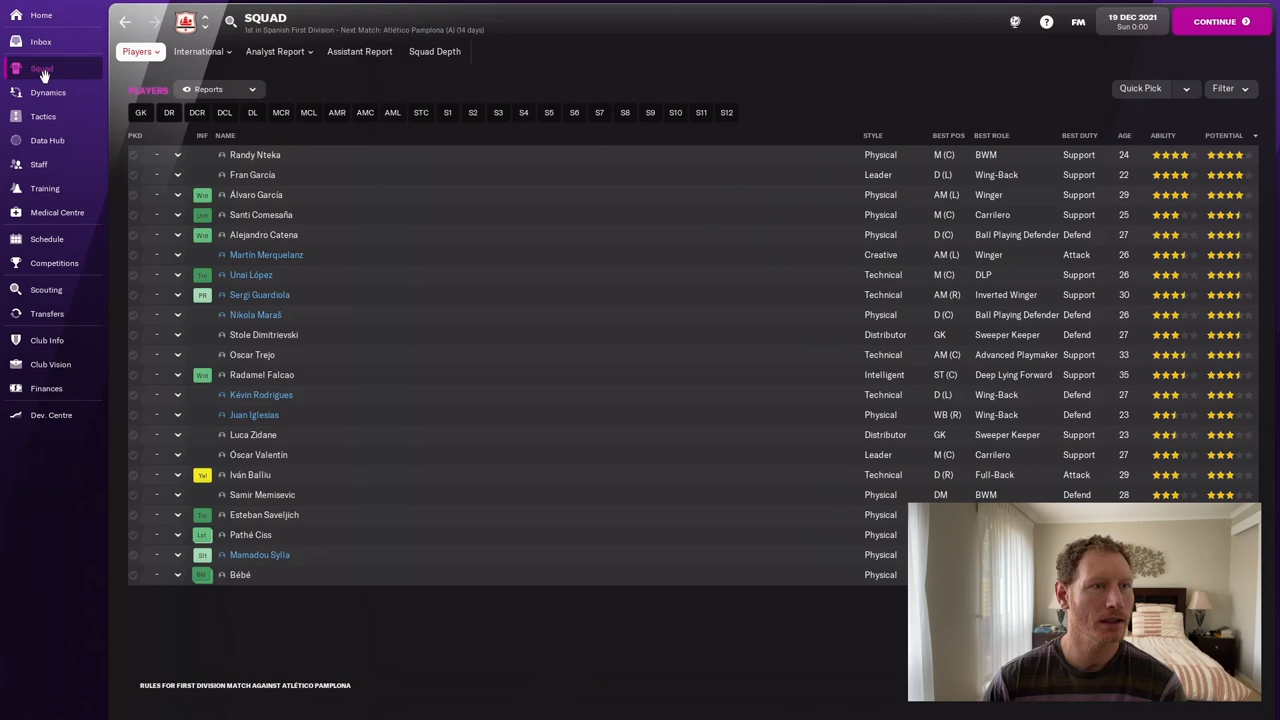 Home
Inbox
Squad
Dynamics
Tactics
Data Hub
Staff
Training
Medical Centre
Schedule
Competitions
Scouting
Transfers
Club Info
Club Vision
Finances
Dev. Centre
SQUAD
1st in Spanish First Division - Next Match: Atlético Pamplona (A) (14 days)
FM
19 DEC 2021
Sun 0:00
CONTINUE
Players International Analyst Report Assistant Report Squad Depth
PLAYERS Reports Quick Pick Filter
GK DR DCR DCL DL MCR MCL AMR AMC AML STC S1 S2 S3 S4 S5 S6 S7 S8 S9 S10 S11 S12
PKD INF NAME STYLE BEST POS BEST ROLE BEST DUTY AGE ABILITY POTENTIAL
- Randy Nteka Physical M (C) BWM Support 24
- Fran García Leader D (L) Wing-Back Support 22
- Wnt Álvaro García Physical AM (L) Winger Support 29
- Unh Santi Comesaña Physical M (C) Carrilero Support 25
- Wnt Alejandro Catena Physical D (C) Ball Playing Defender Defend 27
- Martín Merquelanz Creative AM (L) Winger Attack 26
- Trn Unai López Technical M (C) DLP Support 26
- PR Sergi Guardiola Technical AM (R) Inverted Winger Support 30
- Nikola Maraš Physical D (C) Ball Playing Defender Defend 26
- Stole Dimitrievski Distributor GK Sweeper Keeper Defend 27
- Oscar Trejo Technical AM (C) Advanced Playmaker Support 33
- Wnt Radamel Falcao Intelligent ST (C) Deep Lying Forward Support 35
- Kévin Rodrigues Technical D (L) Wing-Back Defend 27
- Juan Iglesias Physical WB (R) Wing-Back Defend 23
- Luca Zidane Distributor GK Sweeper Keeper Defend 23
- Óscar Valentín Leader M (C) Carrilero Support 27
- Yel Iván Balliu Technical D (R) Full-Back Attack 29
- Samir Memisevic Physical DM BWM Defend 28
- Trn Esteban Saveljich Physical
- Lst Pathé Ciss Physical
- Slt Mamadou Sylla Physical
- Bid Bébé Physical
RULES FOR FIRST DIVISION MATCH AGAINST ATLÉTICO PAMPLONA